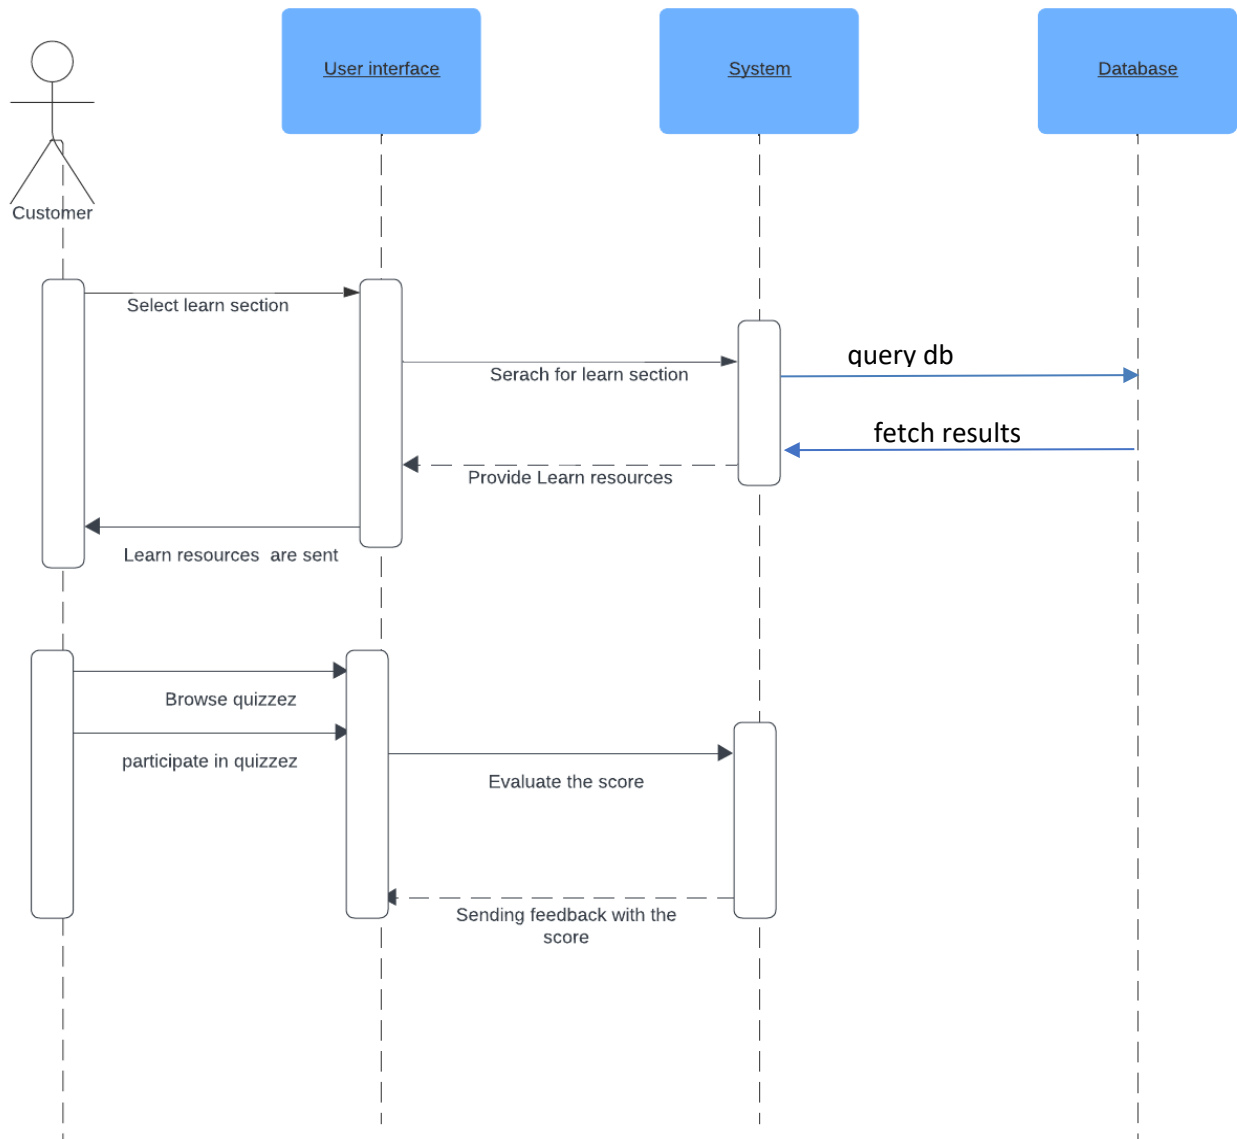 User interface
System
Database
Customer
Select learn section
Serach for learn section
query db
fetch results
Provide Learn resources
Learn resources  are sent
Browse quizzez
participate in quizzez
Evaluate the score
Sending feedback with the
score